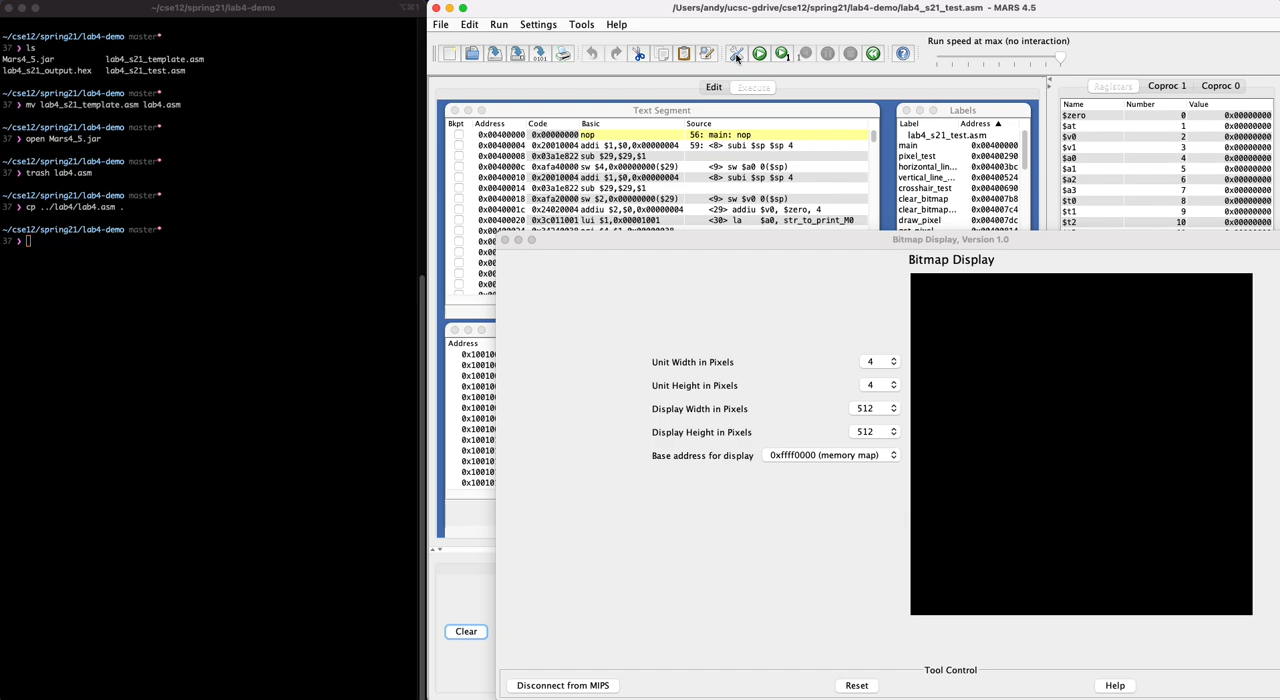 ~/cse12/spring21/lab4-demo
⌥⌘1
~/cse12/spring21/lab4-demo master*
37 ❯ ls
Mars4_5.jar lab4_s21_template.asm
lab4_s21_output.hex lab4_s21_test.asm
~/cse12/spring21/lab4-demo master*
37 ❯ mv lab4_s21_template.asm lab4.asm
~/cse12/spring21/lab4-demo master*
37 ❯ open Mars4_5.jar
~/cse12/spring21/lab4-demo master*
37 ❯ trash lab4.asm
~/cse12/spring21/lab4-demo master*
37 ❯ cp ../lab4/lab4.asm .
~/cse12/spring21/lab4-demo master*
37 ❯
/Users/andy/ucsc-gdrive/cse12/spring21/lab4-demo/lab4_s21_test.asm - MARS 4.5
File Edit Run Settings Tools Help
Run speed at max (no interaction)
Edit Execute
Text Segment
Bkpt Address Code Basic Source
0x00400000 0x00000000 nop 56: main: nop
0x00400004 0x20010004 addi $1,$0,0x00000004 59: <8> subi $sp $sp 4
0x00400008 0x03a1e822 sub $29,$29,$1
0x0040000c 0xafa40000 sw $4,0x00000000($29) <9> sw $a0 0($sp)
0x00400010 0x20010004 addi $1,$0,0x00000004 <8> subi $sp $sp 4
0x00400014 0x03a1e822 sub $29,$29,$1
0x00400018 0xafa20000 sw $2,0x00000000($29) <9> sw $v0 0($sp)
0x0040001c 0x24020004 addiu $2,$0,0x00000004 <29> addiu $v0, $zero, 4
0x00400020 0x3c011001 lui $1,0x00001001 <30> la $a0, str_to_print_M0
Labels
Label Address ▲
lab4_s21_test.asm
main 0x00400000
pixel_test 0x00400290
horizontal_lin... 0x004003bc
vertical_line_... 0x00400524
crosshair_test 0x00400690
clear_bitmap 0x004007b8
clear_bitmap... 0x004007c4
draw_pixel 0x004007dc
Registers Coproc 1 Coproc 0
Name Number Value
$zero 0 0x00000000
$at 1 0x00000000
$v0 2 0x00000000
$v1 3 0x00000000
$a0 4 0x00000000
$a1 5 0x00000000
$a2 6 0x00000000
$a3 7 0x00000000
$t0 8 0x00000000
$t1 9 0x00000000
$t2 10 0x00000000
Address
0x10010
0x10010
0x10010
0x10010
0x10010
0x10010
0x10010
0x10010
0x10010
0x10010
0x10010
0x10010
0x10010
Clear
Bitmap Display, Version 1.0
Bitmap Display
Unit Width in Pixels 4
Unit Height in Pixels 4
Display Width in Pixels 512
Display Height in Pixels 512
Base address for display 0xffff0000 (memory map)
Tool Control
Disconnect from MIPS Reset Help